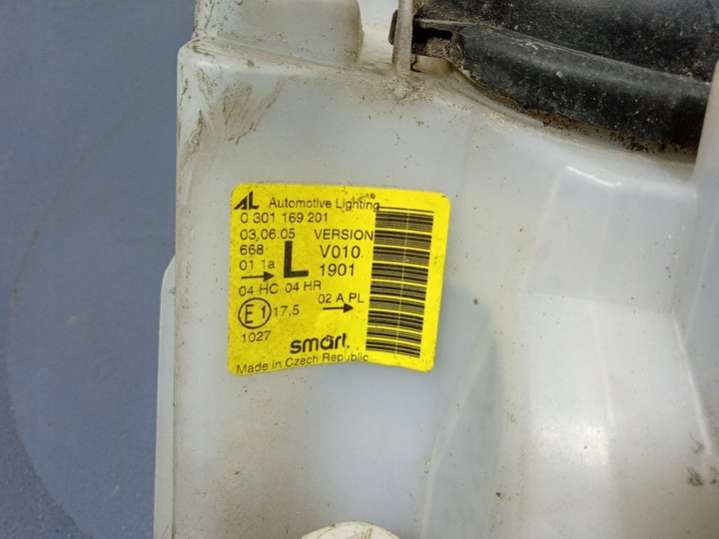 AL Automotive Lighting
0 301 169 201
03.06.05 VERSION
668 L V010
01 1a 1901
04 HC 04 HR
02 A PL
E1 17,5
1027
smart
Made in Czech Republic